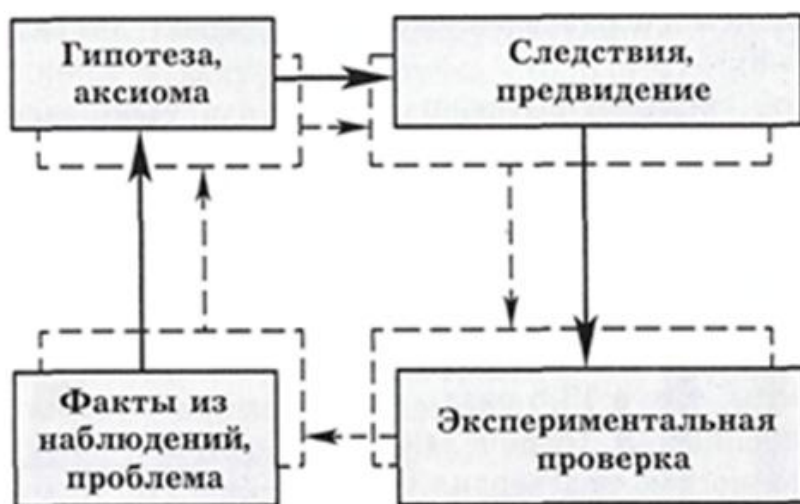 Гипотеза,
аксиома
Следствия,
предвидение
Факты из
наблюдений,
проблема
Экспериментальная
проверка